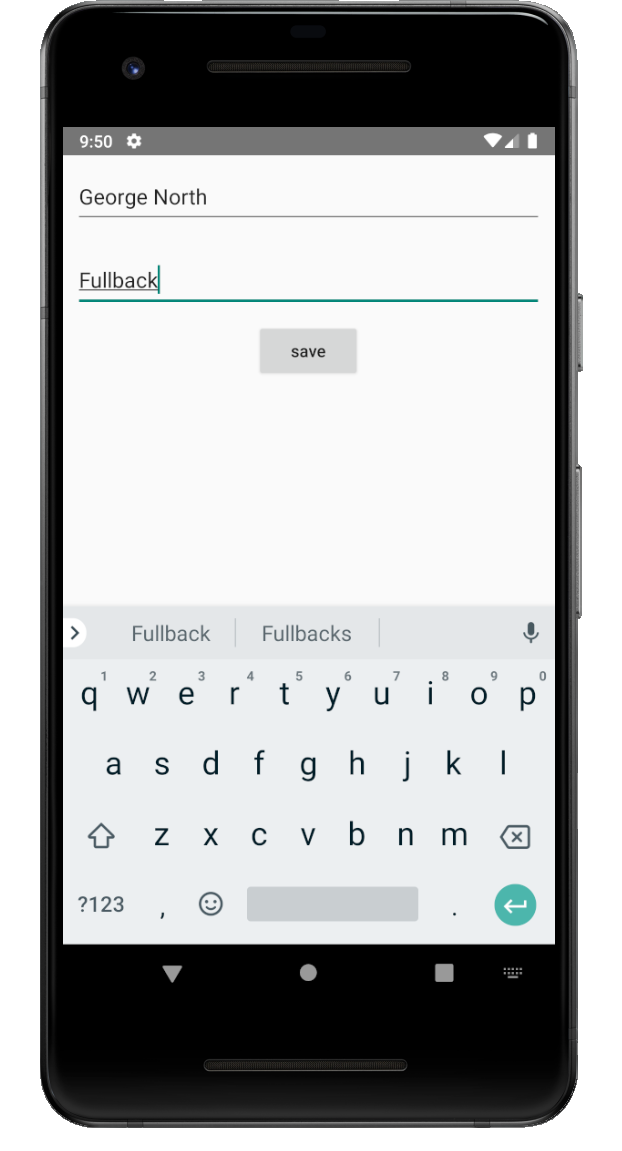 9:50
George North
Fullback
save
Fullback Fullbacks
1 2 3 4 5 6 7 8 9 0
q w e r t y u i o p
a s d f g h j k l
z x c v b n m
?123 , .